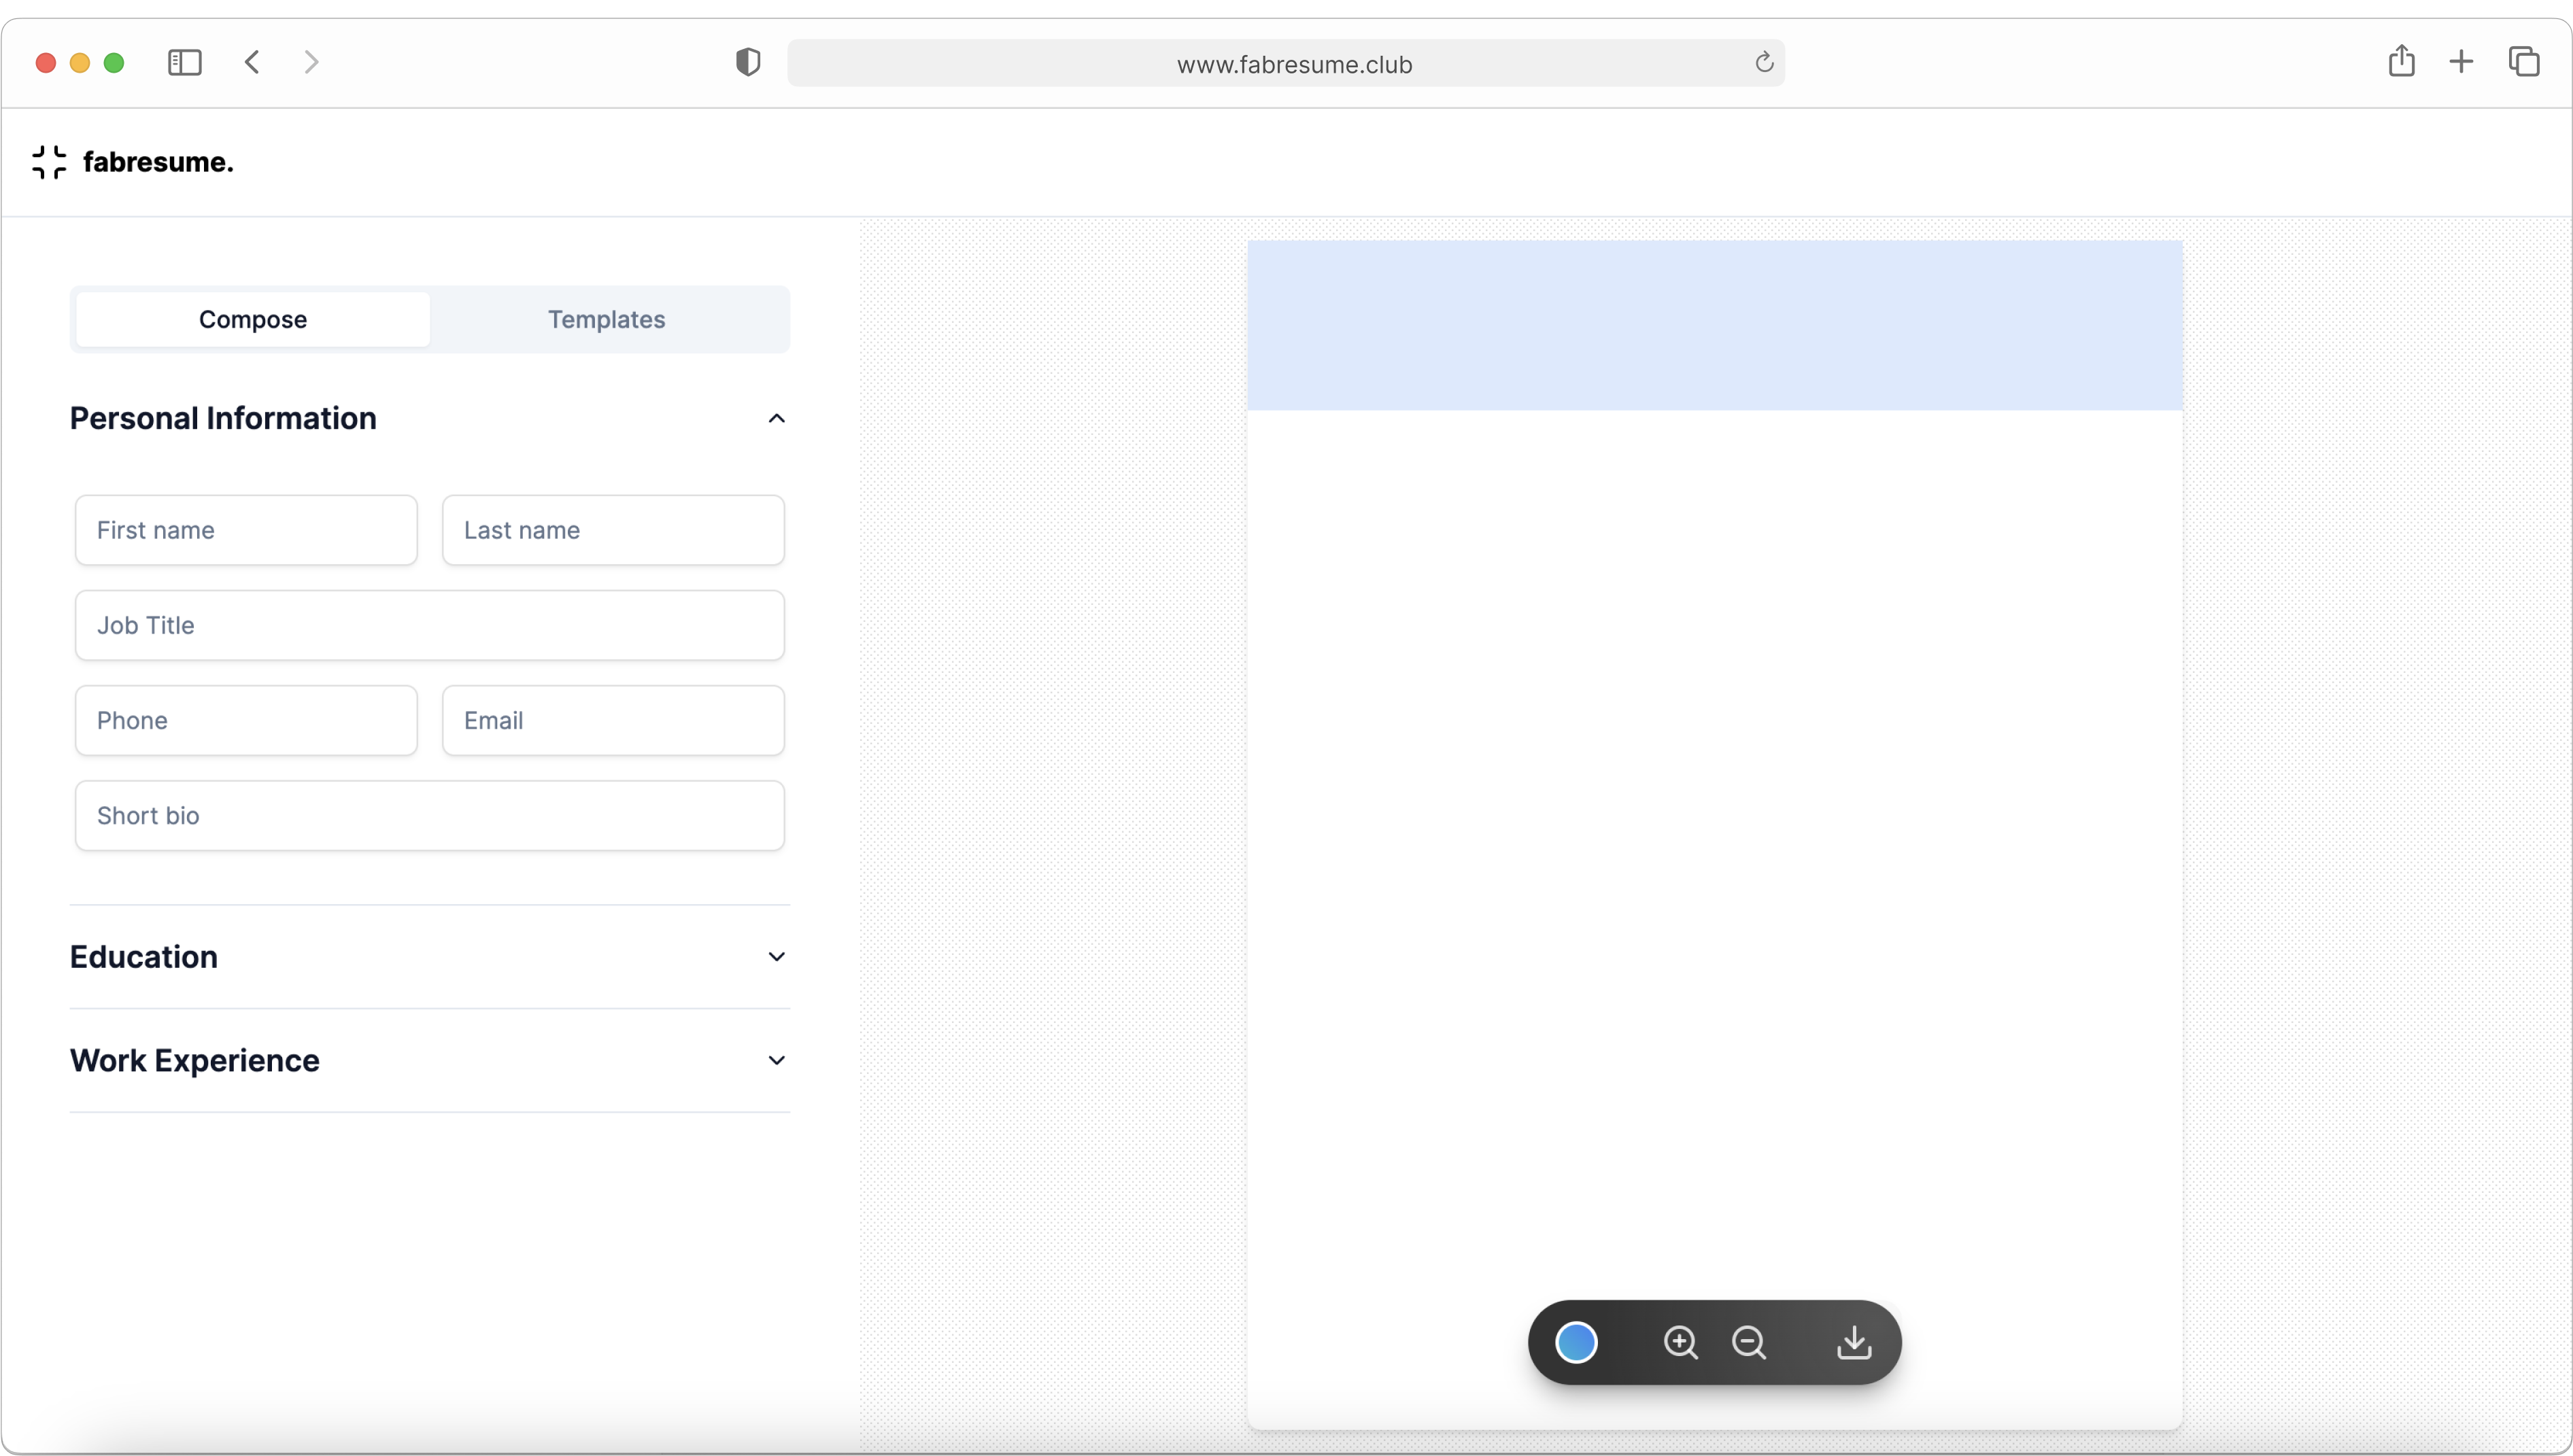 www.fabresume.club
fabresume.
Compose
Templates
Personal Information
First name
Last name
Job Title
Phone
Email
Short bio
Education
Work Experience